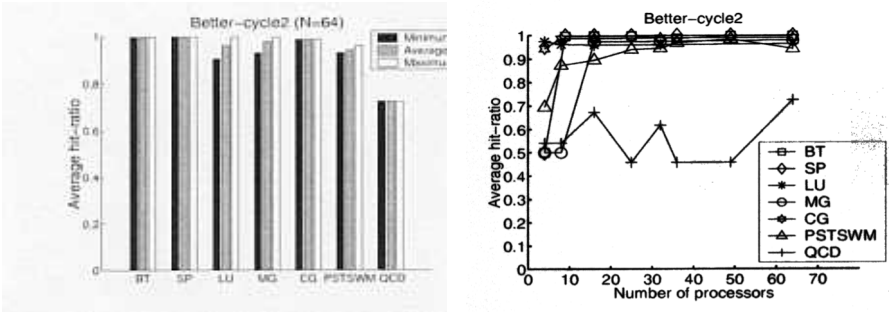 Better-cycle2 (N=64)
Minimum
Average
Maximum
Average hit-ratio
1
0.8
0.6
0.4
0.2
0
BT SP LU MG CG PSTSWM QCD
Better-cycle2
Average hit-ratio
1
0.9
0.8
0.7
0.6
0.5
0.4
0.3
0.2
0.1
0
0 10 20 30 40 50 60 70
Number of processors
BT
SP
LU
MG
CG
PSTSWM
QCD